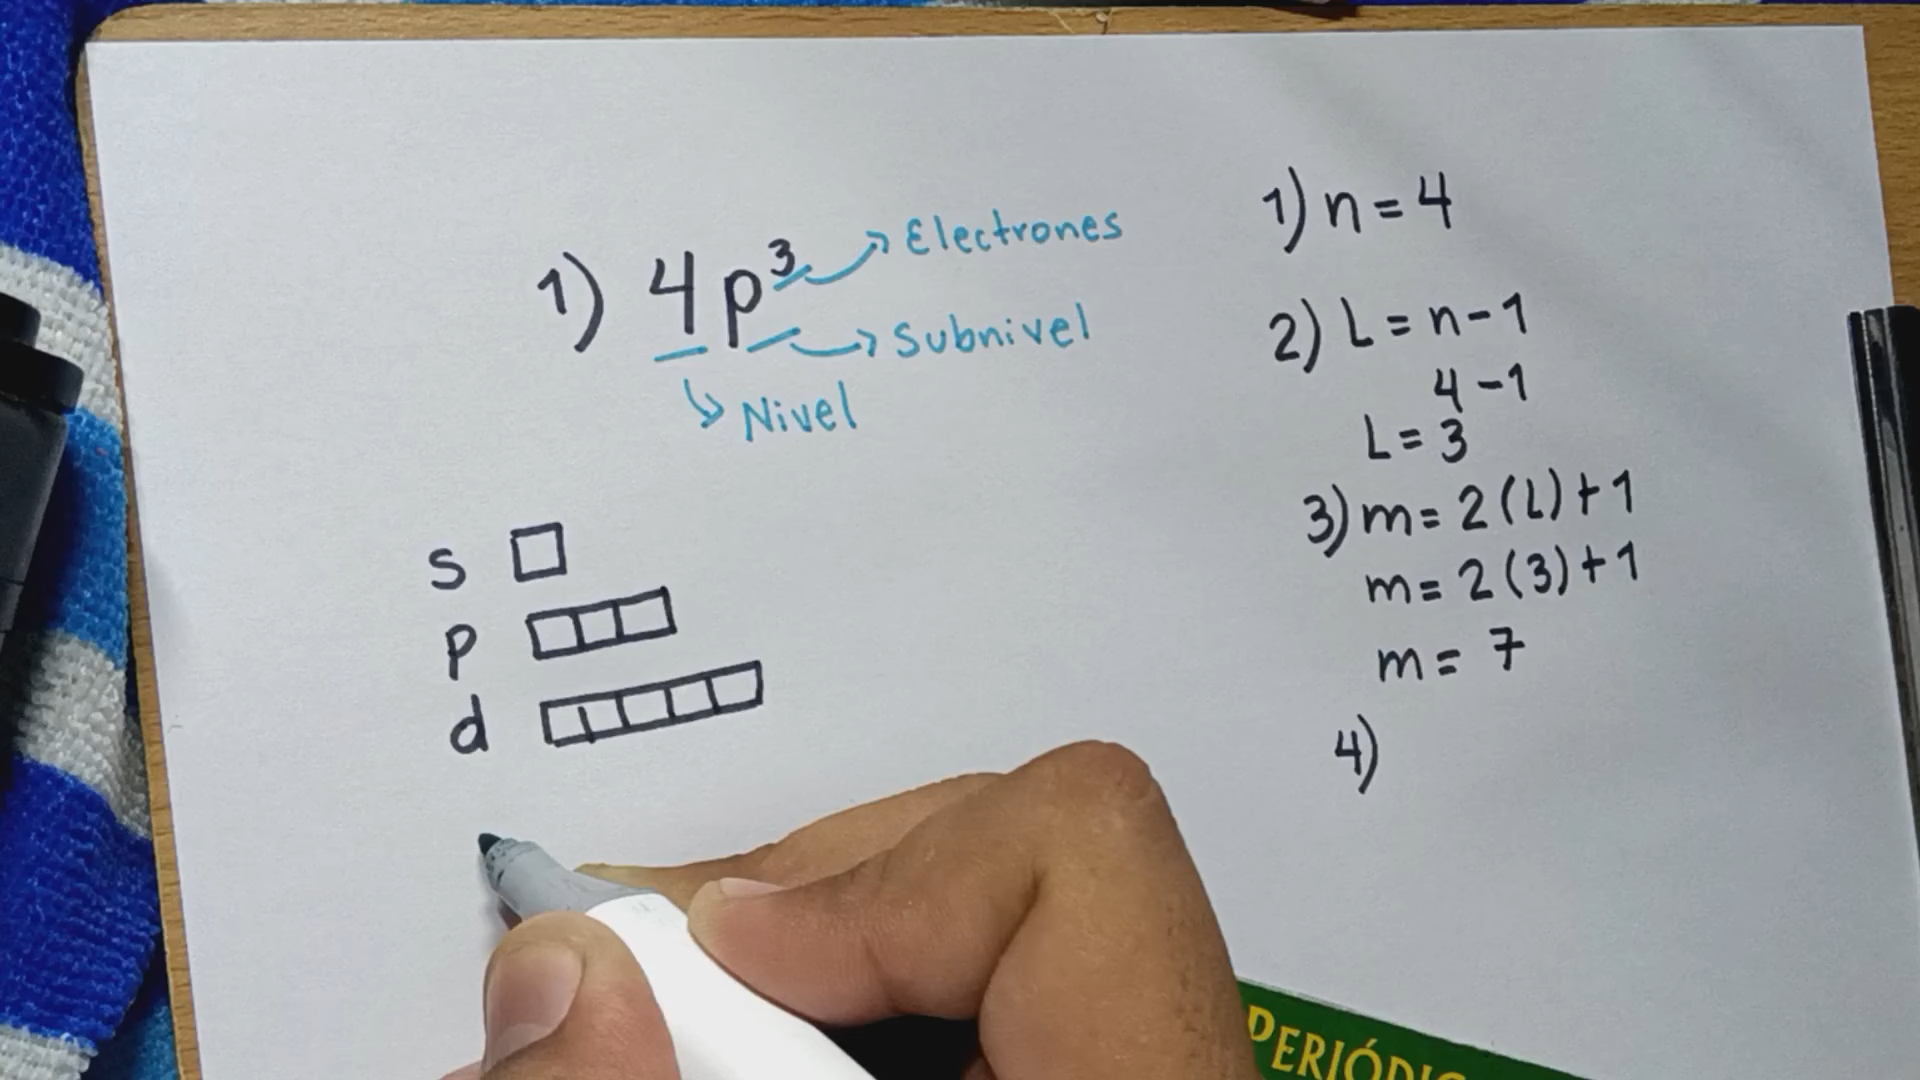 1) 4p³
Electrones
Subnivel
Nivel
s
p
d
1) n = 4
2) L = n - 1
4 - 1
L = 3
3) m = 2 (L) + 1
m = 2 (3) + 1
m = 7
4)